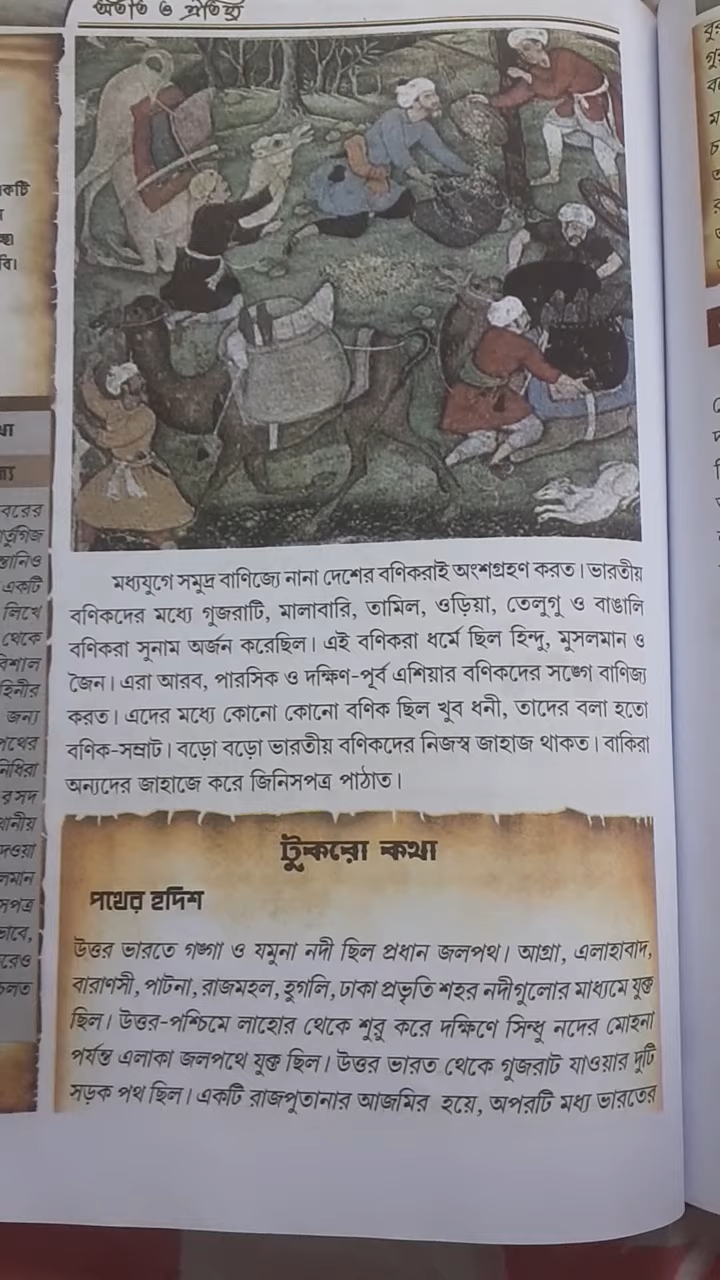 অতীত ও ঐতিহ্য
মধ্যযুগে সমুদ্র বাণিজ্যে নানা দেশের বণিকরাই অংশগ্রহণ করত। ভারতীয়
বণিকদের মধ্যে গুজরাটি, মালাবারি, তামিল, ওড়িয়া, তেলুগু ও বাঙালি
বণিকরা সুনাম অর্জন করেছিল। এই বণিকরা ধর্মে ছিল হিন্দু, মুসলমান ও
জৈন। এরা আরব, পারসিক ও দক্ষিণ-পূর্ব এশিয়ার বণিকদের সঙ্গে বাণিজ্য
করত। এদের মধ্যে কোনো কোনো বণিক ছিল খুব ধনী, তাদের বলা হতো
বণিক-সম্রাট। বড়ো বড়ো ভারতীয় বণিকদের নিজস্ব জাহাজ থাকত। বাকিরা
অন্যদের জাহাজে করে জিনিসপত্র পাঠাত।
টুকরো কথা
পথের হদিশ
উত্তর ভারতে গঙ্গা ও যমুনা নদী ছিল প্রধান জলপথ। আগ্রা, এলাহাবাদ,
বারাণসী, পাটনা, রাজমহল, হুগলি, ঢাকা প্রভৃতি শহর নদীগুলোর মাধ্যমে যুক্ত
ছিল। উত্তর-পশ্চিমে লাহোর থেকে শুরু করে দক্ষিণে সিন্ধু নদের মোহনা
পর্যন্ত এলাকা জলপথে যুক্ত ছিল। উত্তর ভারত থেকে গুজরাট যাওয়ার দুটি
সড়ক পথ ছিল। একটি রাজপুতানার আজমির হয়ে, অপরটি মধ্য ভারতের